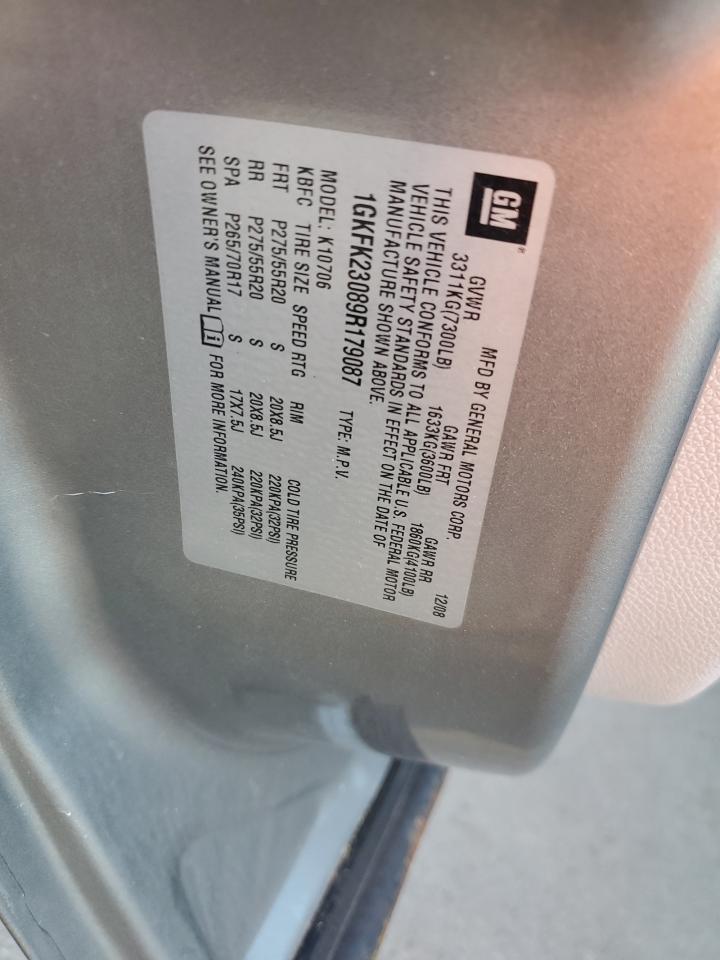 GM®
MFD BY GENERAL MOTORS CORP. 12/08
GVWR GAWR FRT GAWR RR
3311KG(7300LB) 1633KG(3600LB) 1860KG(4100LB)
THIS VEHICLE CONFORMS TO ALL APPLICABLE U.S. FEDERAL MOTOR
VEHICLE SAFETY STANDARDS IN EFFECT ON THE DATE OF
MANUFACTURE SHOWN ABOVE.
1GKFK23089R179087 TYPE: M.P.V.
MODEL: K10706
KBFC TIRE SIZE SPEED RTG RIM COLD TIRE PRESSURE
FRT P275/55R20 S 20X8.5J 220KPA(32PSI)
RR P275/55R20 S 20X8.5J 220KPA(32PSI)
SPA P265/70R17 S 17X7.5J 240KPA(35PSI)
SEE OWNER'S MANUAL FOR MORE INFORMATION.